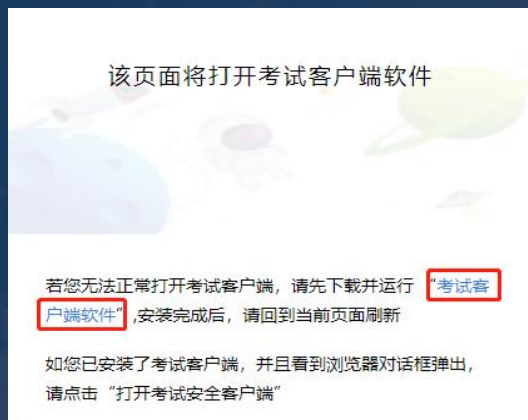 该页面将打开考试客户端软件
若您无法正常打开考试客户端，请先下载并运行 “考试客
户端软件”,安装完成后，请回到当前页面刷新
如您已安装了考试客户端，并且看到浏览器对话框弹出，
请点击“打开考试安全客户端”